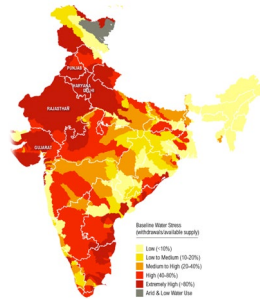 PUNJAB
HARYANA
DELHI
RAJASTHAN
GUJARAT
Baseline Water Stress
(withdrawals/available supply)
Low (<10%)
Low to Medium (10-20%)
Medium to High (20-40%)
High (40-80%)
Extremely High (>80%)
Arid & Low Water Use